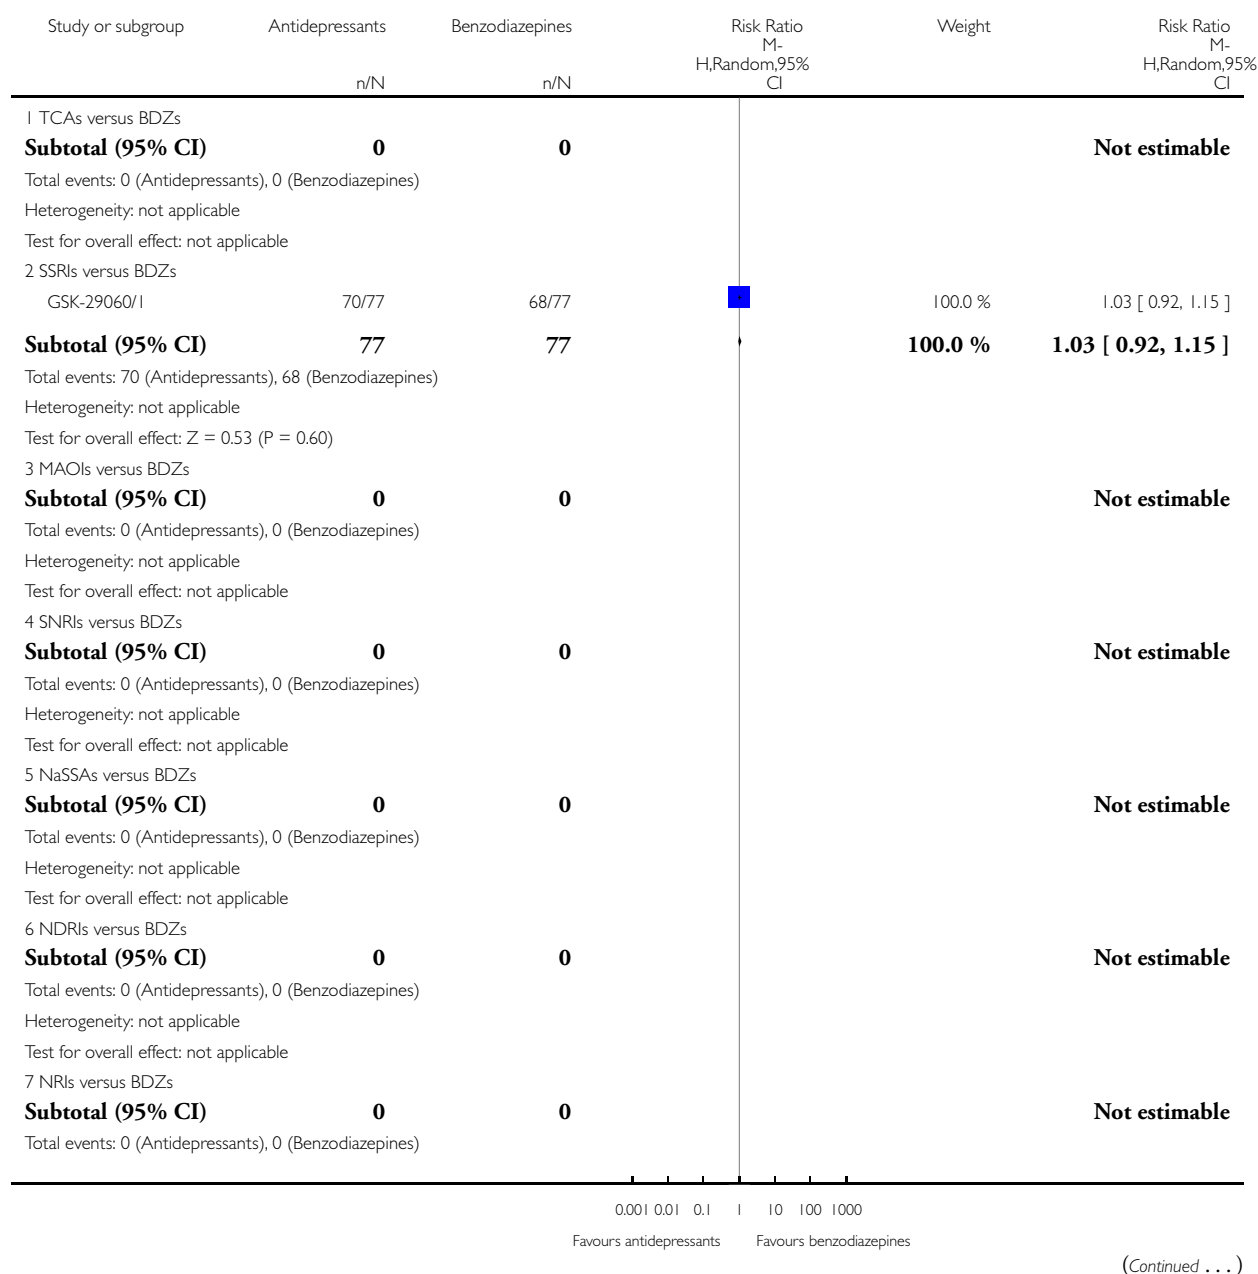 Study or subgroup Antidepressants Benzodiazepines Risk Ratio Weight Risk Ratio
M- M-
H,Random,95% H,Random,95%
n/N n/N CI CI
1 TCAs versus BDZs
Subtotal (95% CI) 0 0 Not estimable
Total events: 0 (Antidepressants), 0 (Benzodiazepines)
Heterogeneity: not applicable
Test for overall effect: not applicable
2 SSRIs versus BDZs
GSK-29060/1 70/77 68/77 100.0 % 1.03 [ 0.92, 1.15 ]
Subtotal (95% CI) 77 77 100.0 % 1.03 [ 0.92, 1.15 ]
Total events: 70 (Antidepressants), 68 (Benzodiazepines)
Heterogeneity: not applicable
Test for overall effect: Z = 0.53 (P = 0.60)
3 MAOIs versus BDZs
Subtotal (95% CI) 0 0 Not estimable
Total events: 0 (Antidepressants), 0 (Benzodiazepines)
Heterogeneity: not applicable
Test for overall effect: not applicable
4 SNRIs versus BDZs
Subtotal (95% CI) 0 0 Not estimable
Total events: 0 (Antidepressants), 0 (Benzodiazepines)
Heterogeneity: not applicable
Test for overall effect: not applicable
5 NaSSAs versus BDZs
Subtotal (95% CI) 0 0 Not estimable
Total events: 0 (Antidepressants), 0 (Benzodiazepines)
Heterogeneity: not applicable
Test for overall effect: not applicable
6 NDRIs versus BDZs
Subtotal (95% CI) 0 0 Not estimable
Total events: 0 (Antidepressants), 0 (Benzodiazepines)
Heterogeneity: not applicable
Test for overall effect: not applicable
7 NRIs versus BDZs
Subtotal (95% CI) 0 0 Not estimable
Total events: 0 (Antidepressants), 0 (Benzodiazepines)
0.001 0.01 0.1 1 10 100 1000
Favours antidepressants Favours benzodiazepines
(Continued . . . )